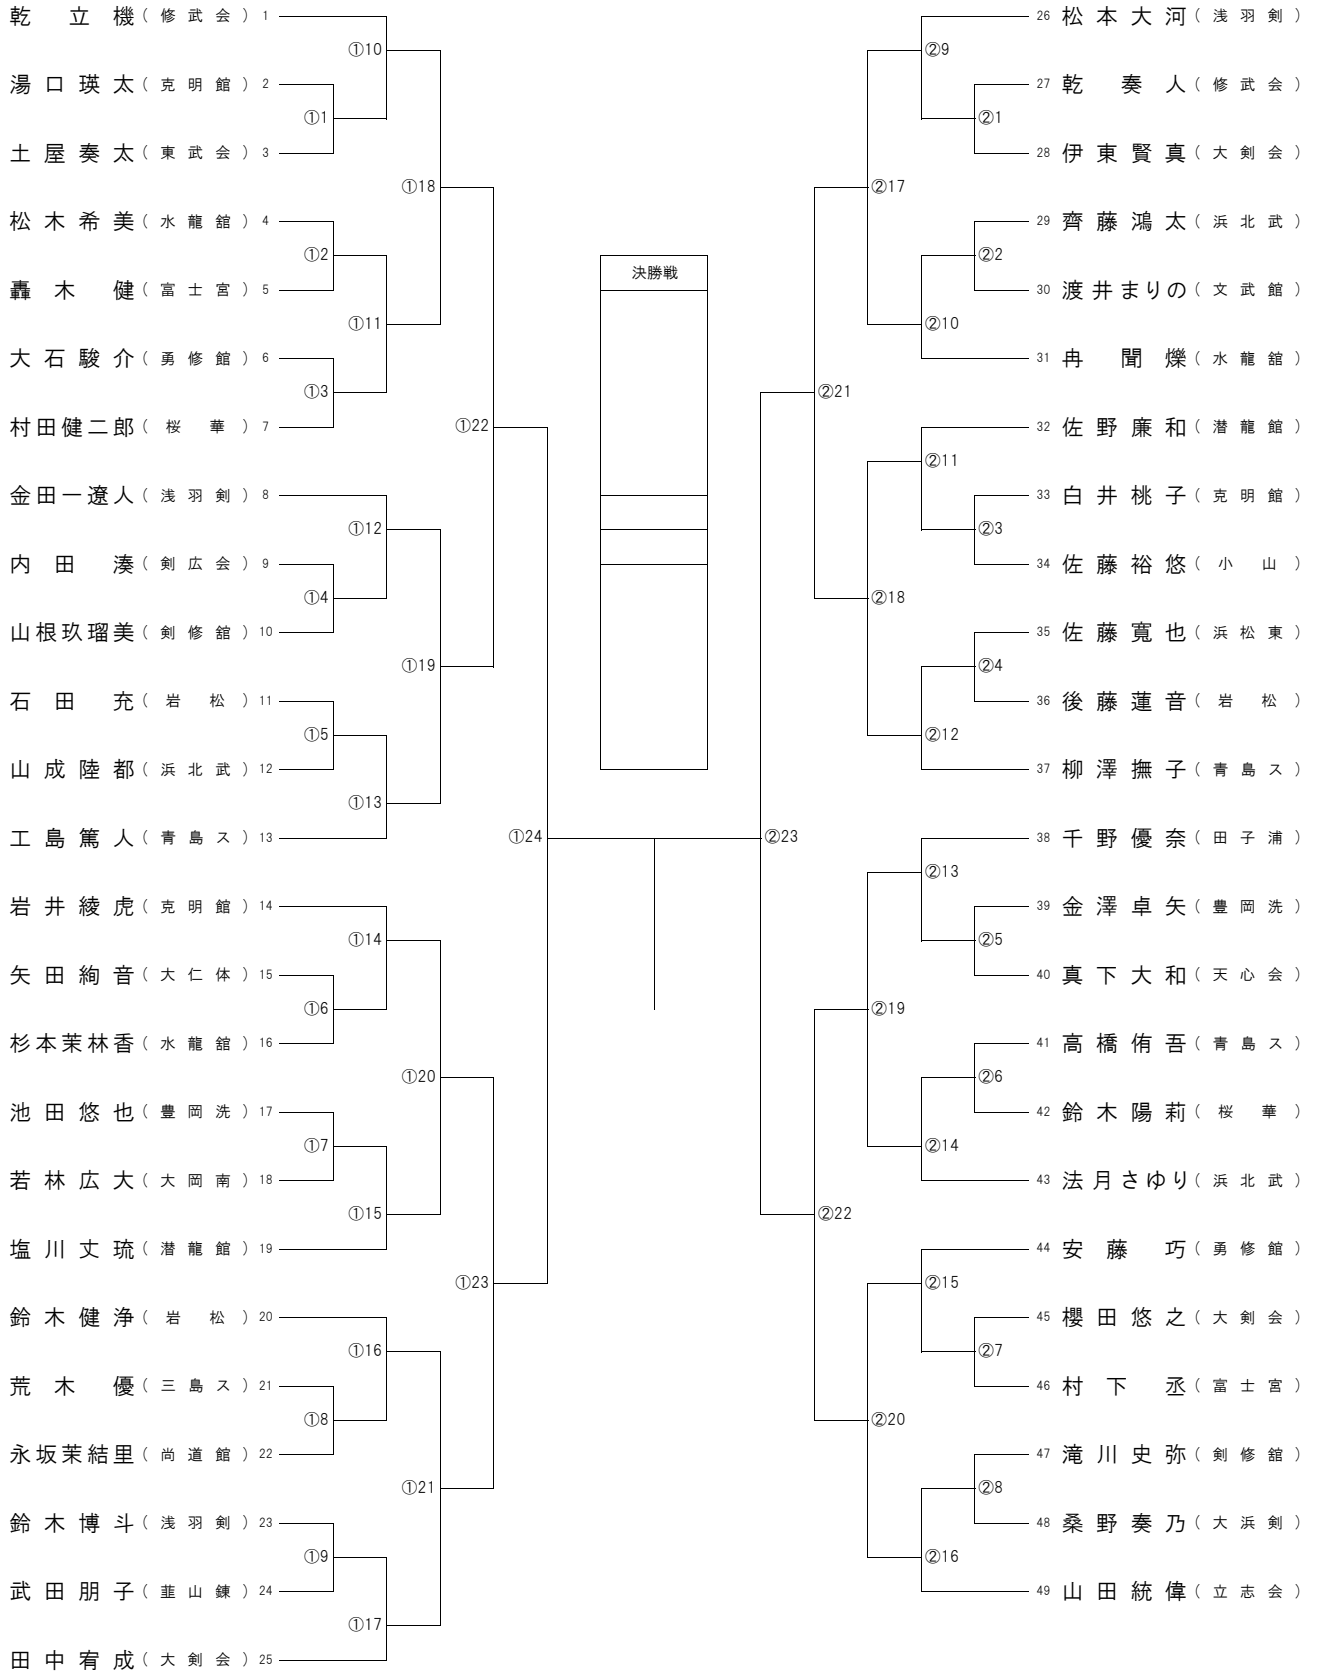 乾立機（修武会）1
①10
湯口瑛太（克明館）2
①1
土屋奏太（東武会）3
①18
松木希美（水龍舘）4
①2
轟木健（富士宮）5
①11
大石駿介（勇修館）6
①3
村田健二郎（桜華）7
①22
金田一遼人（浅羽剣）8
①12
内田湊（剣広会）9
①4
山根玖瑠美（剣修舘）10
①19
石田充（岩松）11
①5
山成陸都（浜北武）12
①13
工島篤人（青島ス）13
①24
岩井綾虎（克明館）14
①14
矢田絢音（大仁体）15
①6
杉本茉林香（水龍舘）16
①20
池田悠也（豊岡洗）17
①7
若林広大（大岡南）18
①15
塩川丈琉（潜龍館）19
①23
鈴木健浄（岩松）20
①16
荒木優（三島ス）21
①8
永坂茉結里（尚道館）22
①21
鈴木博斗（浅羽剣）23
①9
武田朋子（韮山錬）24
①17
田中宥成（大剣会）25
決勝戦
26 松本大河（浅羽剣）
②9
27 乾奏人（修武会）
②1
28 伊東賢真（大剣会）
②17
29 齊藤鴻太（浜北武）
②2
30 渡井まりの（文武館）
②10
31 冉聞爍（水龍舘）
②21
32 佐野廉和（潜龍館）
②11
33 白井桃子（克明館）
②3
34 佐藤裕悠（小山）
②18
35 佐藤寛也（浜松東）
②4
36 後藤蓮音（岩松）
②12
37 柳澤撫子（青島ス）
②23
38 千野優奈（田子浦）
②13
39 金澤卓矢（豊岡洗）
②5
40 真下大和（天心会）
②19
41 高橋侑吾（青島ス）
②6
42 鈴木陽莉（桜華）
②14
43 法月さゆり（浜北武）
②22
44 安藤巧（勇修館）
②15
45 櫻田悠之（大剣会）
②7
46 村下丞（富士宮）
②20
47 滝川史弥（剣修舘）
②8
48 桑野奏乃（大浜剣）
②16
49 山田統偉（立志会）